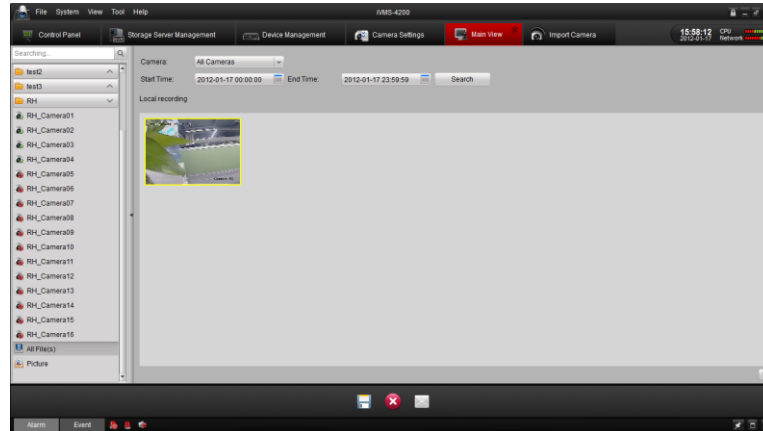 File System View Tool Help
iVMS-4200
Control Panel
Storage Server Management
Device Management
Camera Settings
Main View
Import Camera
15:58:12
2012-01-17
CPU
Network
Searching...
test2
test3
RH
RH_Camera01
RH_Camera02
RH_Camera03
RH_Camera04
RH_Camera05
RH_Camera06
RH_Camera07
RH_Camera08
RH_Camera09
RH_Camera10
RH_Camera11
RH_Camera12
RH_Camera13
RH_Camera14
RH_Camera15
RH_Camera16
All File(s)
Picture
Camera: All Cameras
Start Time: 2012-01-17 00:00:00 End Time: 2012-01-17 23:59:59 Search
Local recording
Alarm Event